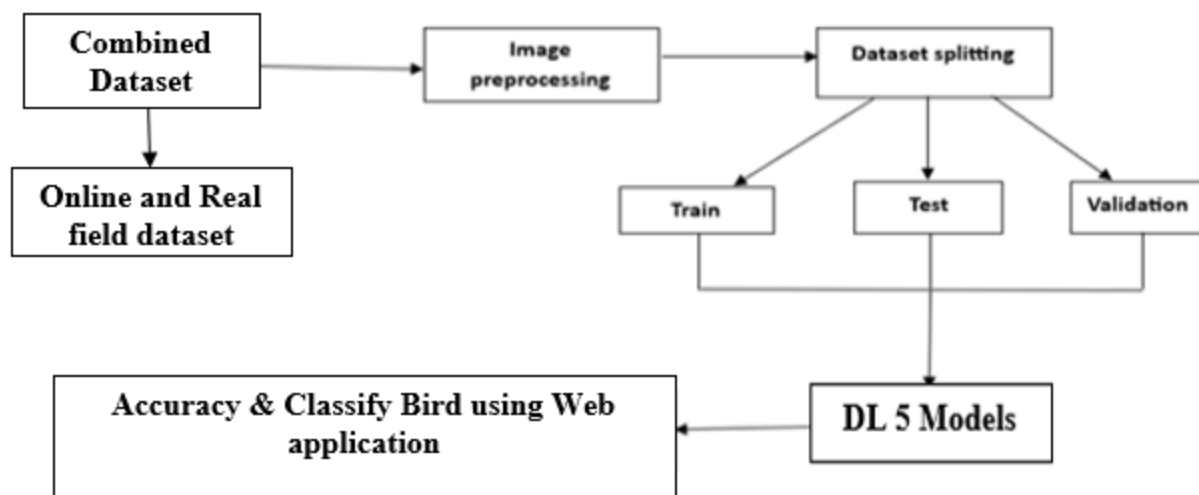 Combined
Dataset
Image
preprocessing
Dataset splitting
Online and Real
field dataset
Train
Test
Validation
Accuracy & Classify Bird using Web
application
DL 5 Models